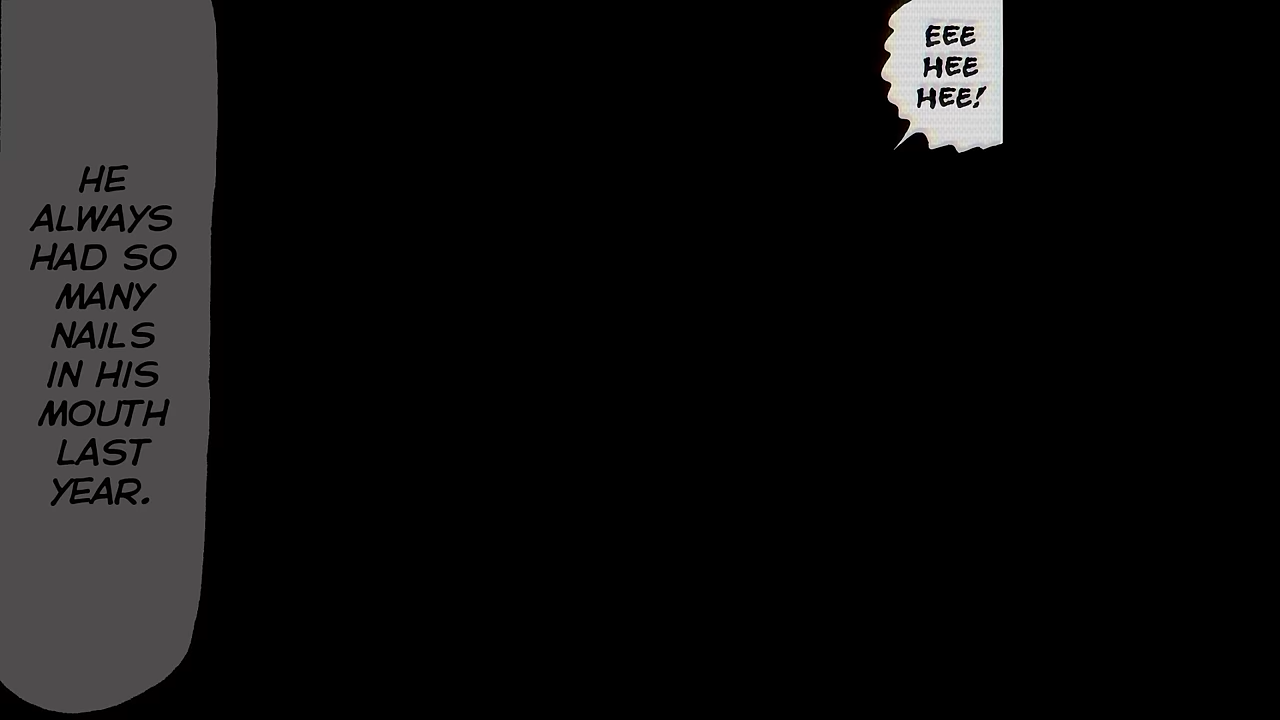 EEE
HEE
HEE!
HE
ALWAYS
HAD SO
MANY
NAILS
IN HIS
MOUTH
LAST
YEAR.